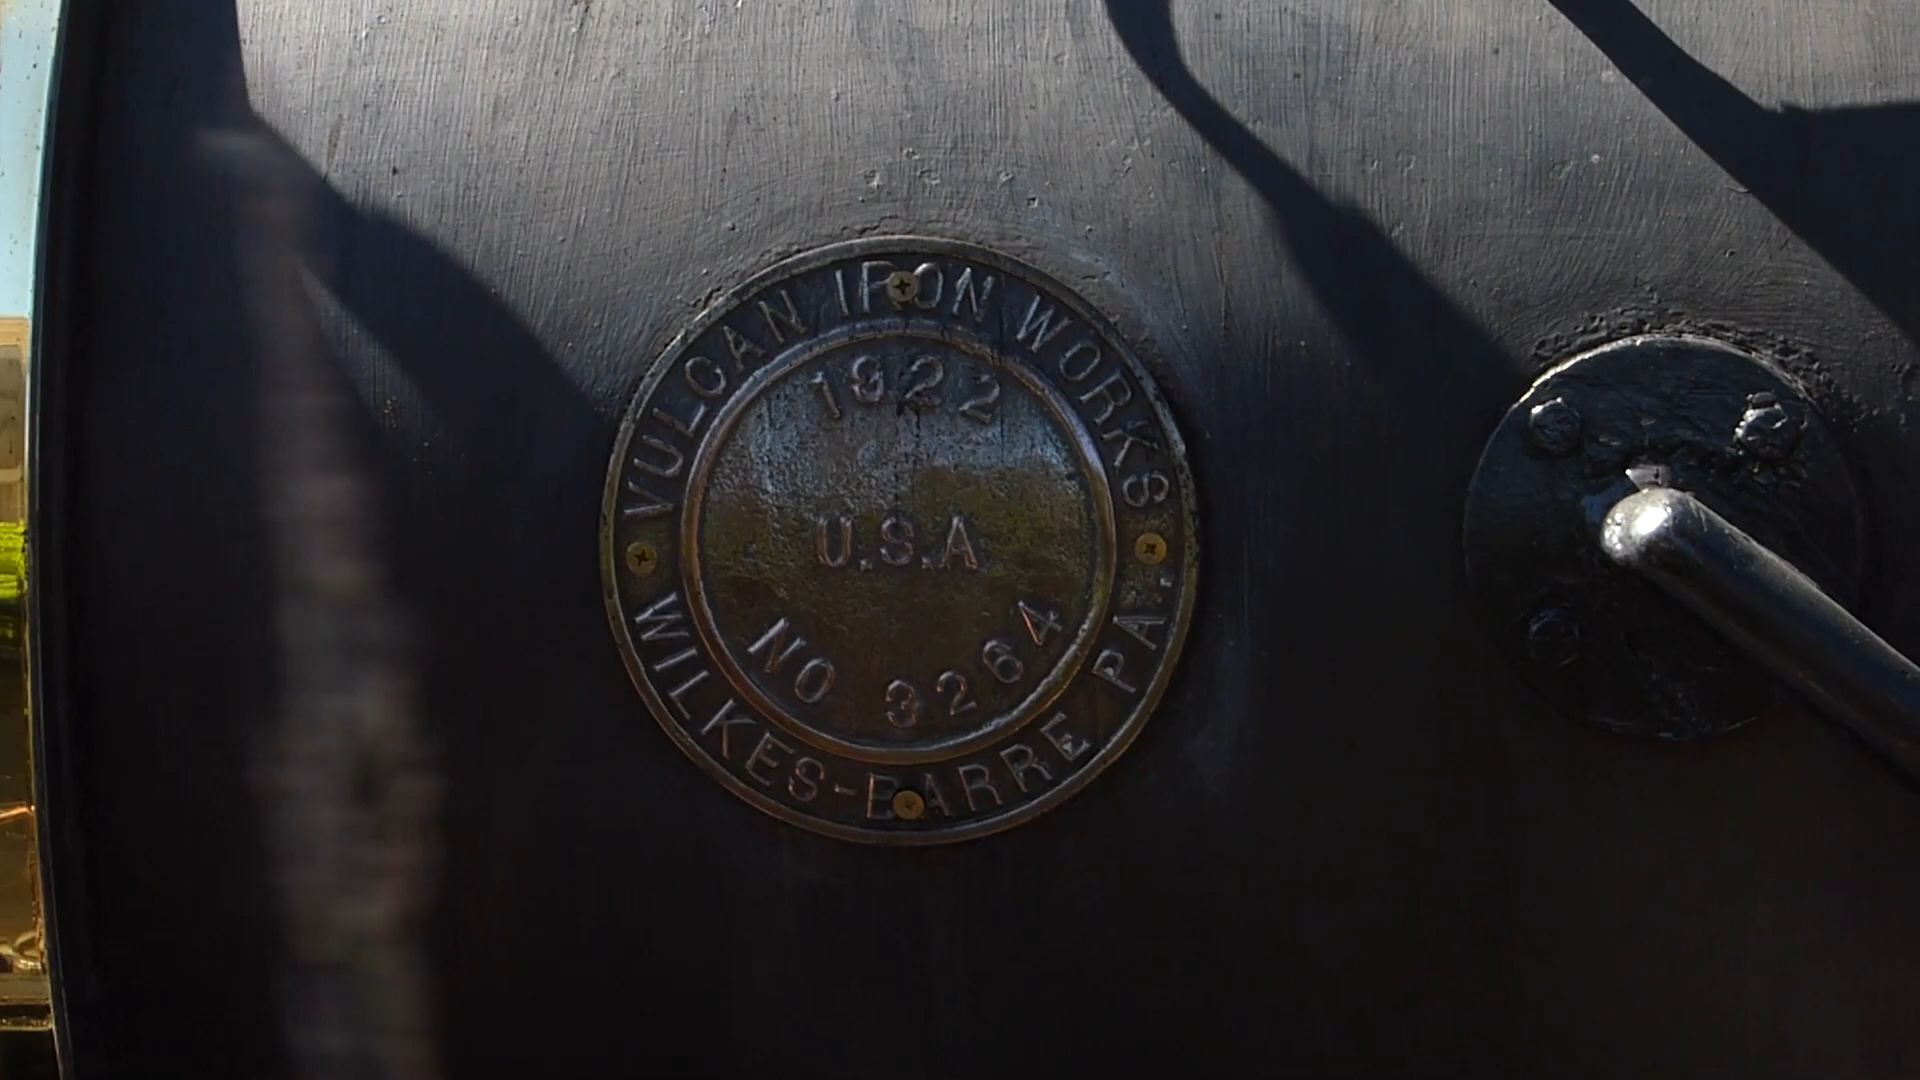 VULCAN IRON WORKS
1922
U.S.A
NO 3264
WILKES-BARRE PA.